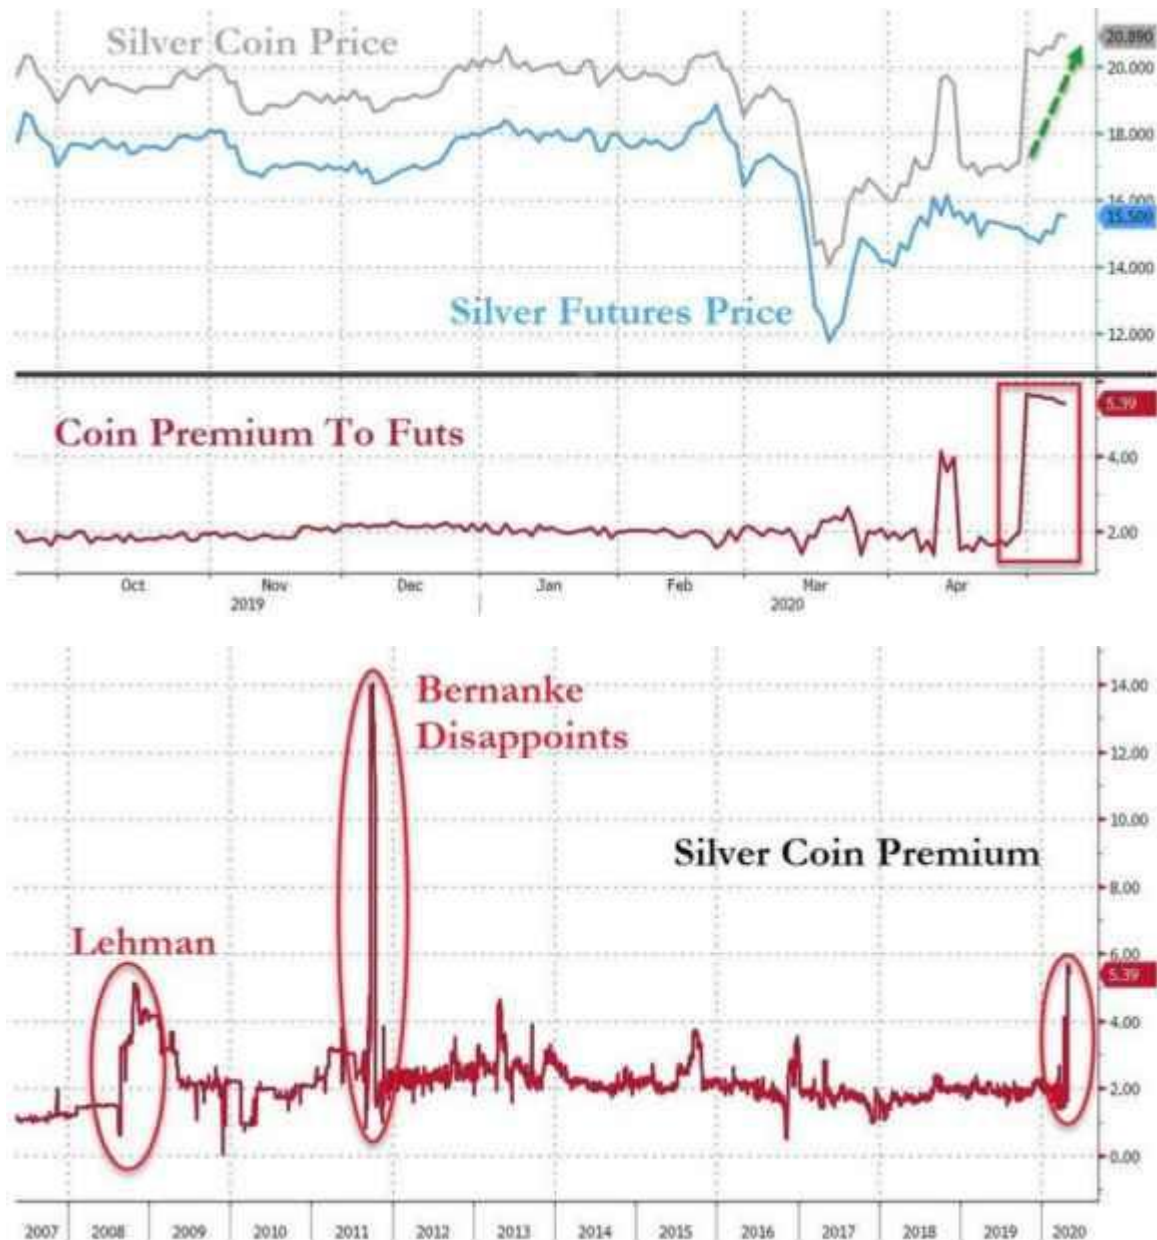 Silver Coin Price
20.890
20.000
18.000
16.000
15.500
14.000
Silver Futures Price
12.000
Coin Premium To Futs
5.39
4.00
2.00
Oct Nov Dec Jan Feb Mar Apr
2019 2020
14.00
Bernanke
Disappoints
12.00
10.00
Silver Coin Premium
8.00
Lehman
6.00
5.39
4.00
2.00
0.00
2007 2008 2009 2010 2011 2012 2013 2014 2015 2016 2017 2018 2019 2020